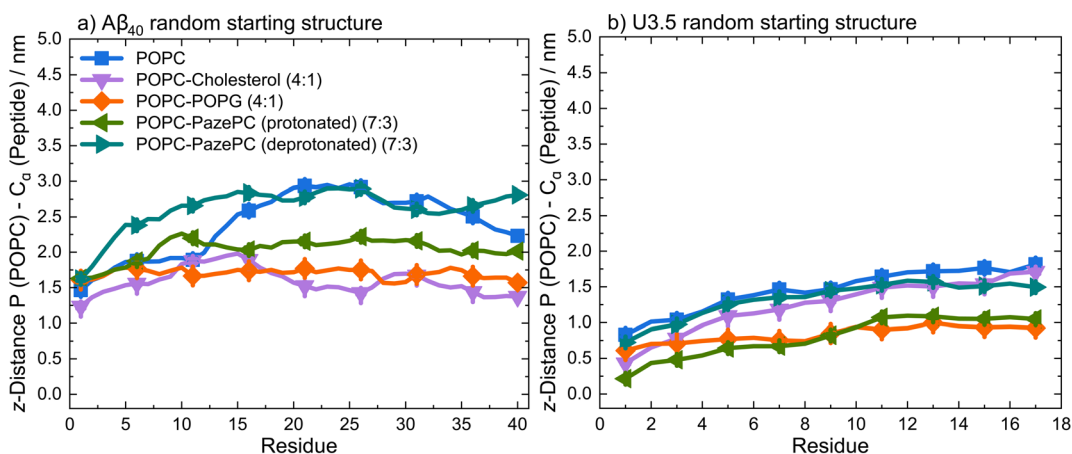 a) Aβ₄₀ random starting structure
z-Distance P (POPC) - Cα (Peptide) / nm
5.0
4.5
4.0
3.5
3.0
2.5
2.0
1.5
1.0
0.5
0.0
POPC
POPC-Cholesterol (4:1)
POPC-POPG (4:1)
POPC-PazePC (protonated) (7:3)
POPC-PazePC (deprotonated) (7:3)
0 5 10 15 20 25 30 35 40
Residue
b) U3.5 random starting structure
z-Distance P (POPC) - Cα (Peptide) / nm
5.0
4.5
4.0
3.5
3.0
2.5
2.0
1.5
1.0
0.5
0.0
0 2 4 6 8 10 12 14 16 18
Residue